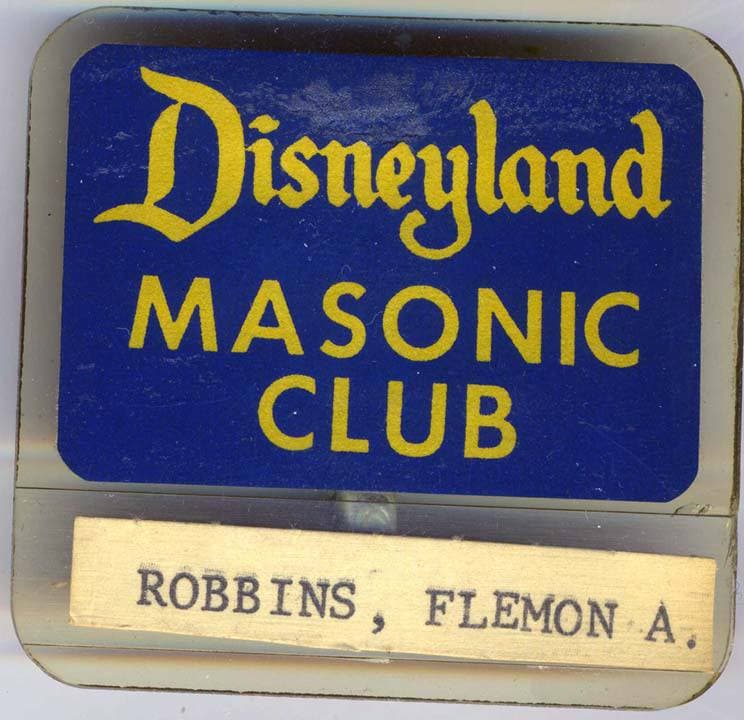 Disneyland
MASONIC
CLUB
ROBBINS, FLEMON A.